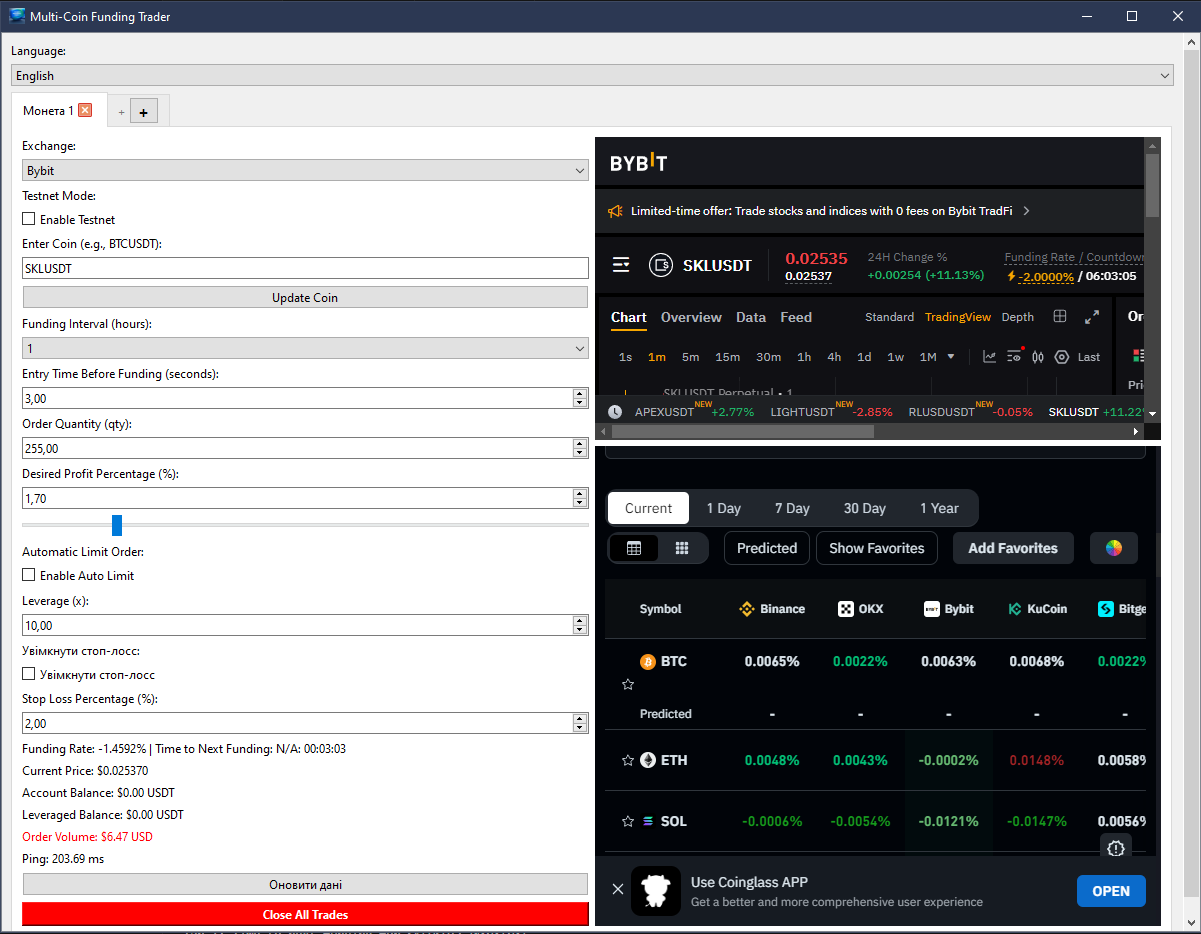 Multi-Coin Funding Trader
Language:
English
Монета 1
+ +
Exchange:
Bybit
Testnet Mode:
Enable Testnet
Enter Coin (e.g., BTCUSDT):
SKLUSDT
Update Coin
Funding Interval (hours):
1
Entry Time Before Funding (seconds):
3,00
Order Quantity (qty):
255,00
Desired Profit Percentage (%):
1,70
Automatic Limit Order:
Enable Auto Limit
Leverage (x):
10,00
Увімкнути стоп-лосс:
Увімкнути стоп-лосс
Stop Loss Percentage (%):
2,00
Funding Rate: -1.4592% | Time to Next Funding: N/A: 00:03:03
Current Price: $0.025370
Account Balance: $0.00 USDT
Leveraged Balance: $0.00 USDT
Order Volume: $6.47 USD
Ping: 203.69 ms
Оновити дані
Close All Trades
BYBIT
Limited-time offer: Trade stocks and indices with 0 fees on Bybit TradFi
SKLUSDT
0.02535
0.02537
24H Change %
+0.00254 (+11.13%)
Funding Rate / Countdown
-2.0000% / 06:03:05
Chart Overview Data Feed Standard TradingView Depth Or
1s 1m 5m 15m 30m 1h 4h 1d 1w 1M Last
Pri
SKLUSDT Perpetual · 1
APEXUSDT NEW +2.77% LIGHTUSDT NEW -2.85% RLUSDUSDT NEW -0.05% SKLUSDT +11.22%
Current 1 Day 7 Day 30 Day 1 Year
Predicted Show Favorites Add Favorites
Symbol Binance OKX Bybit KuCoin Bitge
BTC 0.0065% 0.0022% 0.0063% 0.0068% 0.0022%
Predicted - - - - -
ETH 0.0048% 0.0043% -0.0002% 0.0148% 0.0058%
SOL -0.0006% -0.0054% -0.0121% -0.0147% 0.0056%
Use Coinglass APP
Get a better and more comprehensive user experience
OPEN